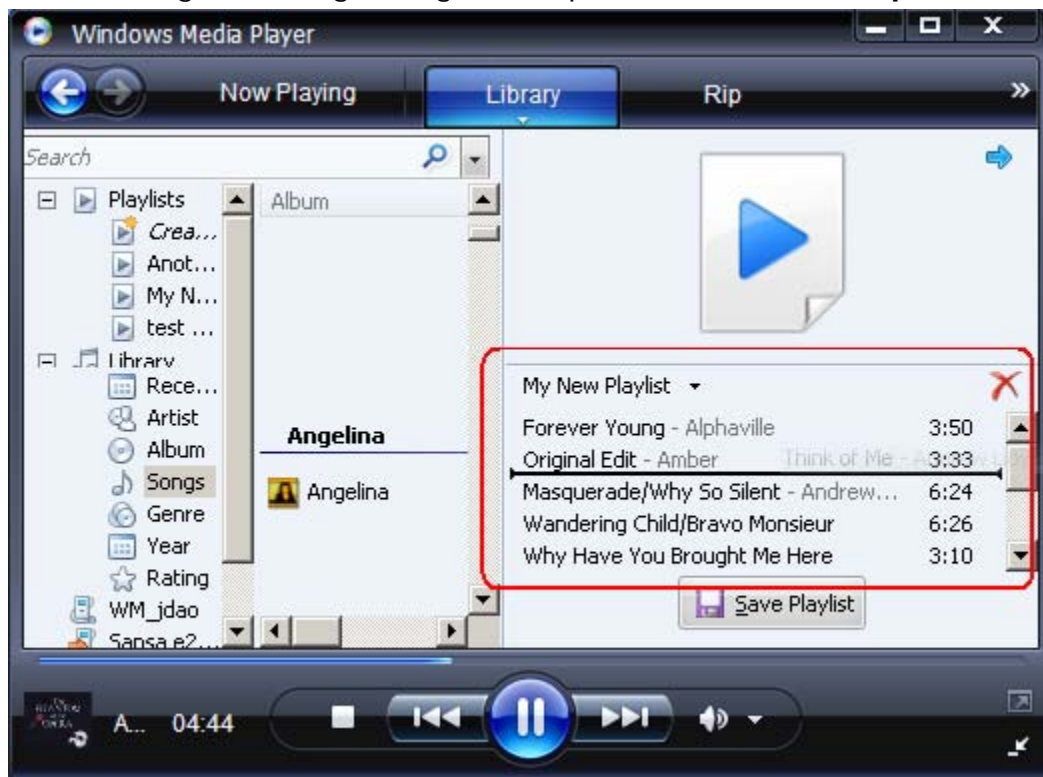 Windows Media Player
Now Playing
Library
Rip
»
Search
Playlists
Crea...
Anot...
My N...
test ...
Library
Rece...
Artist
Album
Songs
Genre
Year
Rating
WM_jdao
Sansa e2...
Album
Angelina
Angelina
My New Playlist
Forever Young - Alphaville 3:50
Original Edit - Amber 3:33
Think of Me -
Masquerade/Why So Silent - Andrew... 6:24
Wandering Child/Bravo Monsieur 6:26
Why Have You Brought Me Here 3:10
Save Playlist
A... 04:44